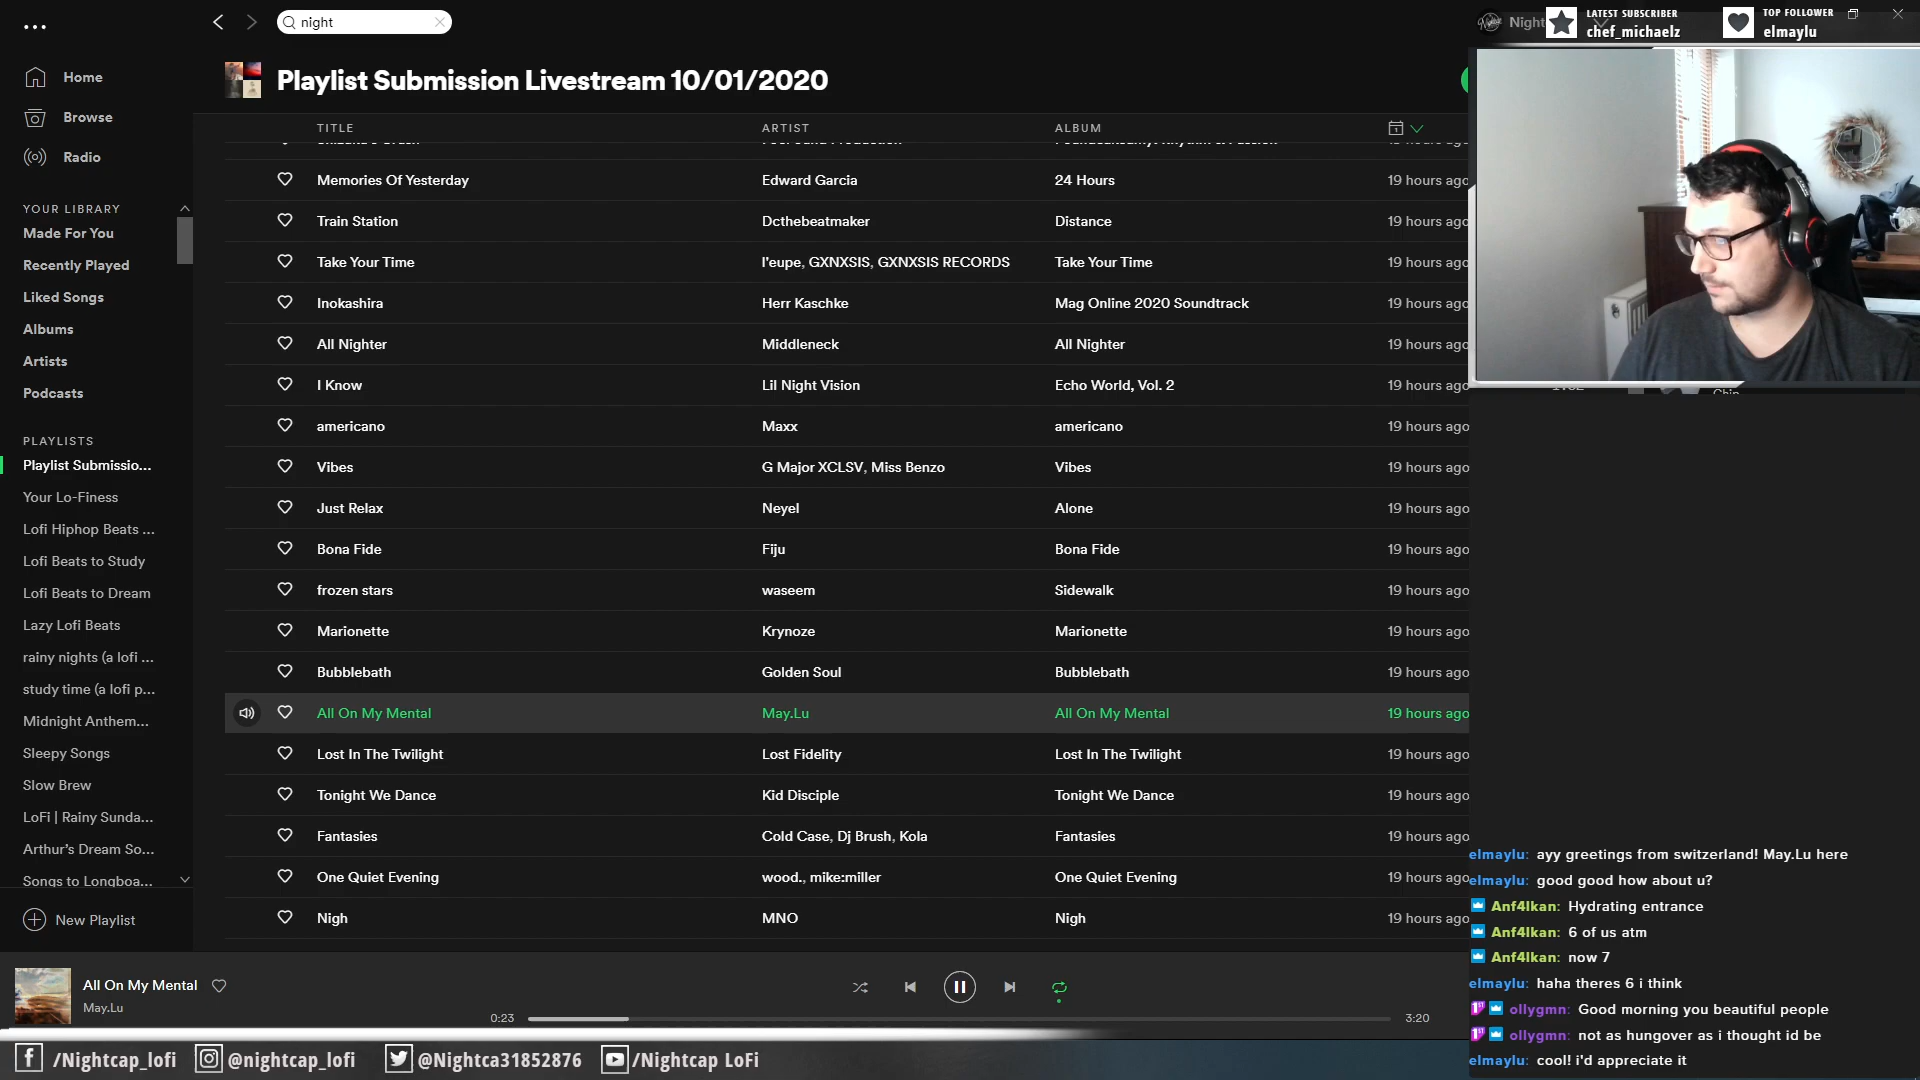 night
Night
LATEST SUBSCRIBER
chef_michaelz
TOP FOLLOWER
elmaylu
Home
Browse
Radio
YOUR LIBRARY
Made For You
Recently Played
Liked Songs
Albums
Artists
Podcasts
PLAYLISTS
Playlist Submissio...
Your Lo-Finess
Lofi Hiphop Beats ...
Lofi Beats to Study
Lofi Beats to Dream
Lazy Lofi Beats
rainy nights (a lofi ...
study time (a lofi p...
Midnight Anthem...
Sleepy Songs
Slow Brew
LoFi | Rainy Sunda...
Arthur's Dream So...
Songs to Longboa...
New Playlist
Playlist Submission Livestream 10/01/2020
TITLE ARTIST ALBUM
Memories Of Yesterday Edward Garcia 24 Hours 19 hours ago
Train Station Dcthebeatmaker Distance 19 hours ago
Take Your Time l'eupe, GXNXSIS, GXNXSIS RECORDS Take Your Time 19 hours ago
Inokashira Herr Kaschke Mag Online 2020 Soundtrack 19 hours ago
All Nighter Middleneck All Nighter 19 hours ago
I Know Lil Night Vision Echo World, Vol. 2 19 hours ago
americano Maxx americano 19 hours ago
Vibes G Major XCLSV, Miss Benzo Vibes 19 hours ago
Just Relax Neyel Alone 19 hours ago
Bona Fide Fiju Bona Fide 19 hours ago
frozen stars waseem Sidewalk 19 hours ago
Marionette Krynoze Marionette 19 hours ago
Bubblebath Golden Soul Bubblebath 19 hours ago
All On My Mental May.Lu All On My Mental 19 hours ago
Lost In The Twilight Lost Fidelity Lost In The Twilight 19 hours ago
Tonight We Dance Kid Disciple Tonight We Dance 19 hours ago
Fantasies Cold Case, Dj Brush, Kola Fantasies 19 hours ago
One Quiet Evening wood., mike:miller One Quiet Evening 19 hours ago
Nigh MNO Nigh 19 hours ago
elmaylu: ayy greetings from switzerland! May.Lu here
elmaylu: good good how about u?
Anf4lkan: Hydrating entrance
Anf4lkan: 6 of us atm
Anf4lkan: now 7
elmaylu: haha theres 6 i think
ollygmn: Good morning you beautiful people
ollygmn: not as hungover as i thought id be
elmaylu: cool! i'd appreciate it
All On My Mental
May.Lu
0:23 3:20
/Nightcap_lofi @nightcap_lofi @Nightca31852876 /Nightcap LoFi